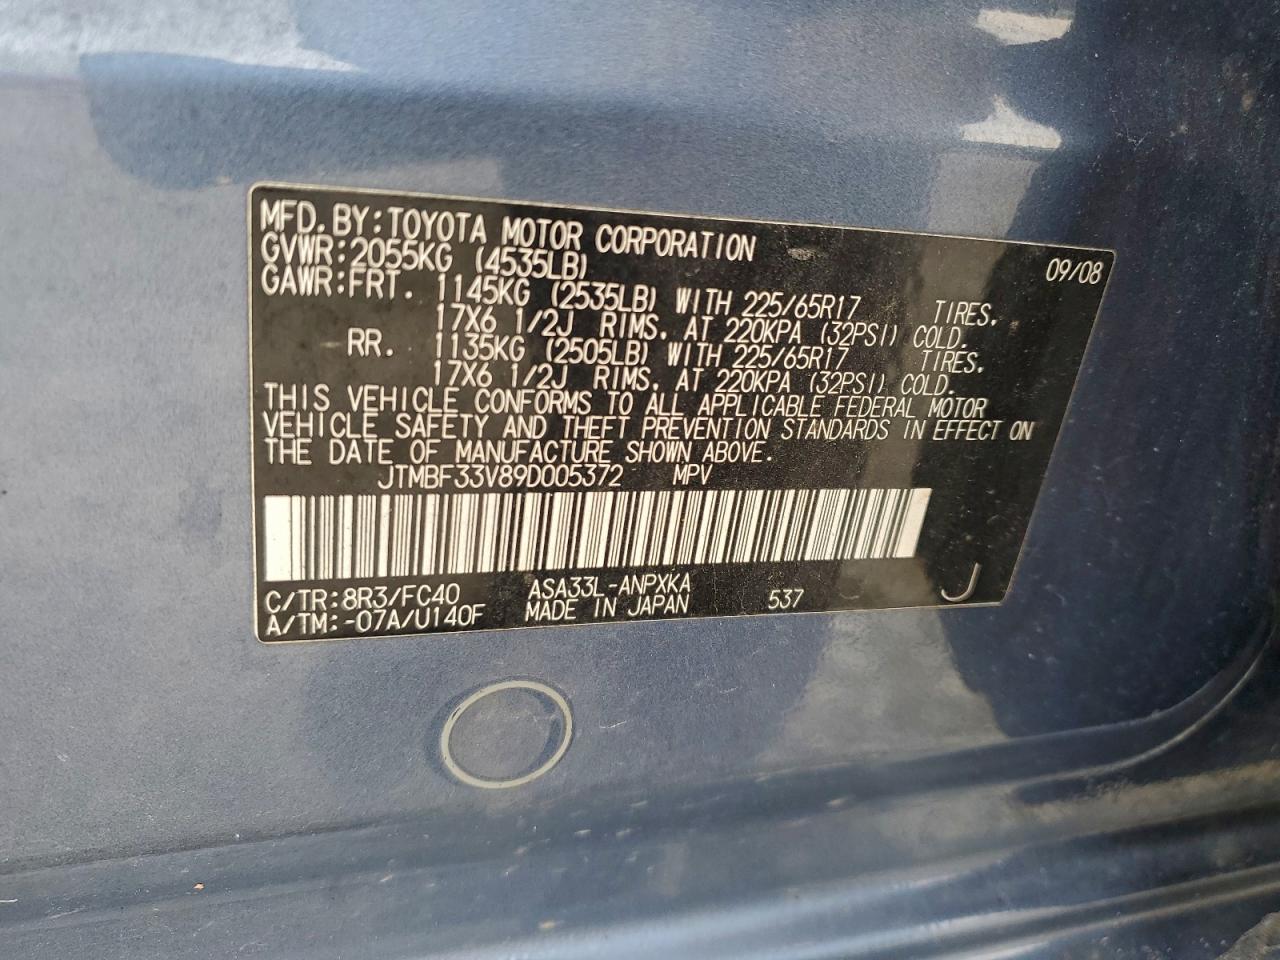 MFD. BY: TOYOTA MOTOR CORPORATION 09/08
GVWR: 2055KG (4535LB)
GAWR: FRT. 1145KG (2535LB) WITH 225/65R17 TIRES.
17X6 1/2J RIMS. AT 220KPA (32PSI) COLD.
RR. 1135KG (2505LB) WITH 225/65R17 TIRES.
17X6 1/2J RIMS. AT 220KPA (32PSI) COLD.
THIS VEHICLE CONFORMS TO ALL APPLICABLE FEDERAL MOTOR
VEHICLE SAFETY AND THEFT PREVENTION STANDARDS IN EFFECT ON
THE DATE OF MANUFACTURE SHOWN ABOVE.
JTMBF33V89D005372 MPV
C/TR: 8R3/FC40 ASA33L-ANPXKA
A/TM: -07A/U140F MADE IN JAPAN 537 J